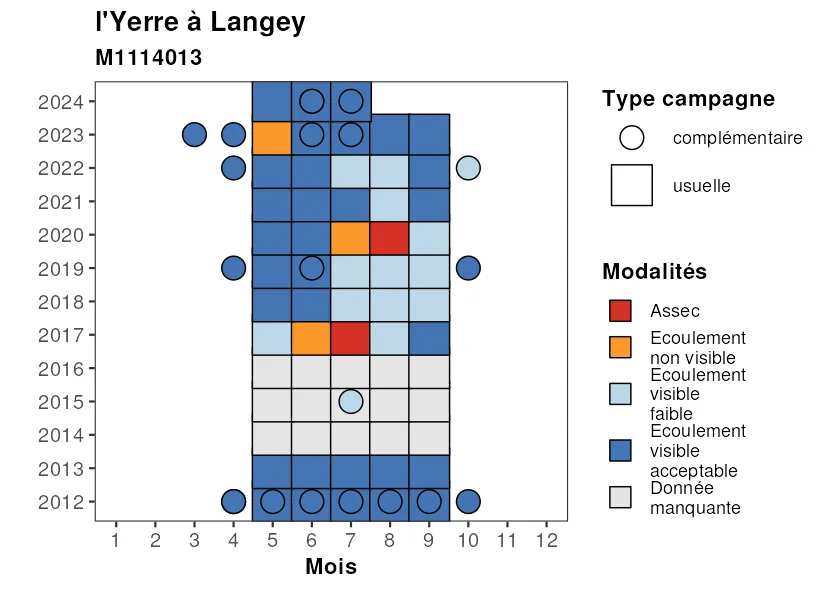 l'Yerre à Langey
M1114013
2024
2023
2022
2021
2020
2019
2018
2017
2016
2015
2014
2013
2012
1 2 3 4 5 6 7 8 9 10 11 12
Mois
Type campagne
complémentaire
usuelle
Modalités
Assec
Ecoulement
non visible
Ecoulement
visible
faible
Ecoulement
visible
acceptable
Donnée
manquante